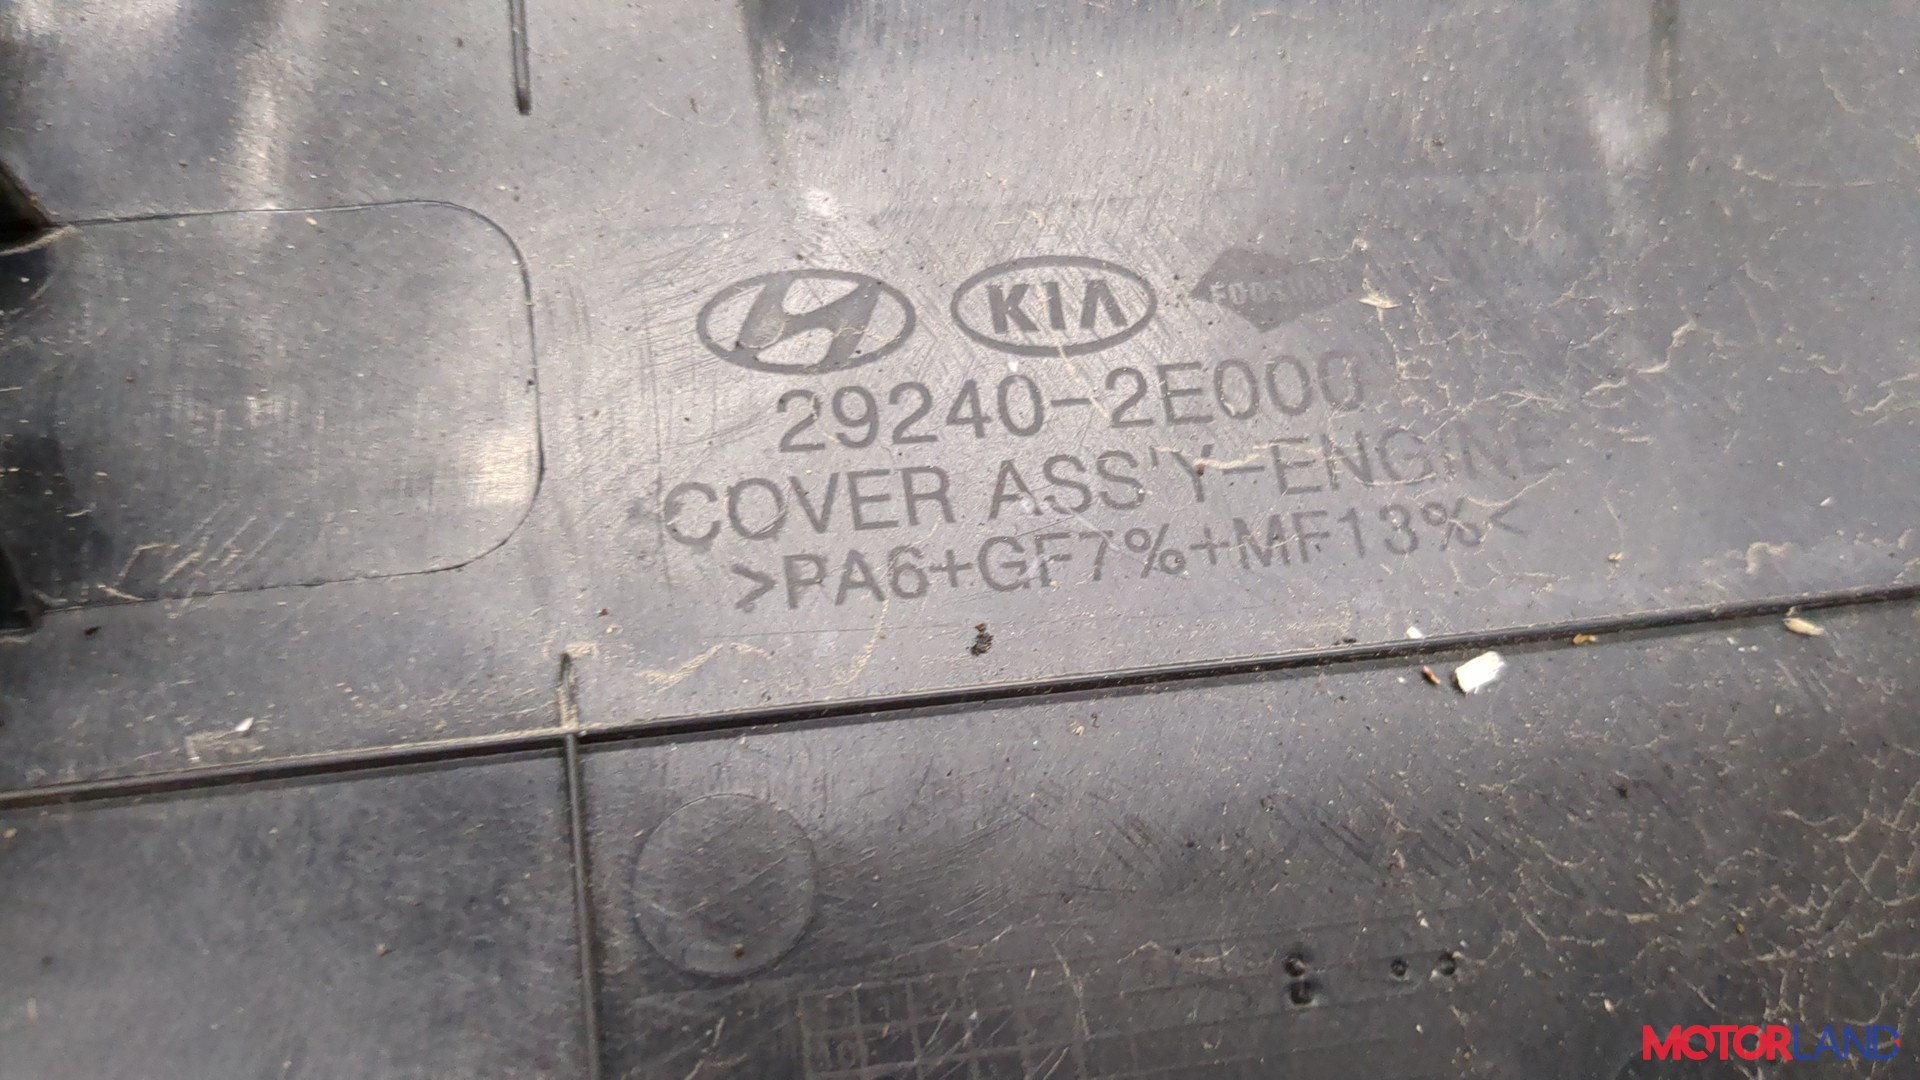 KIA
29240-2E000
COVER ASS'Y-ENGINE
>PA6+GF7%+MF13%<
MOTORLAND